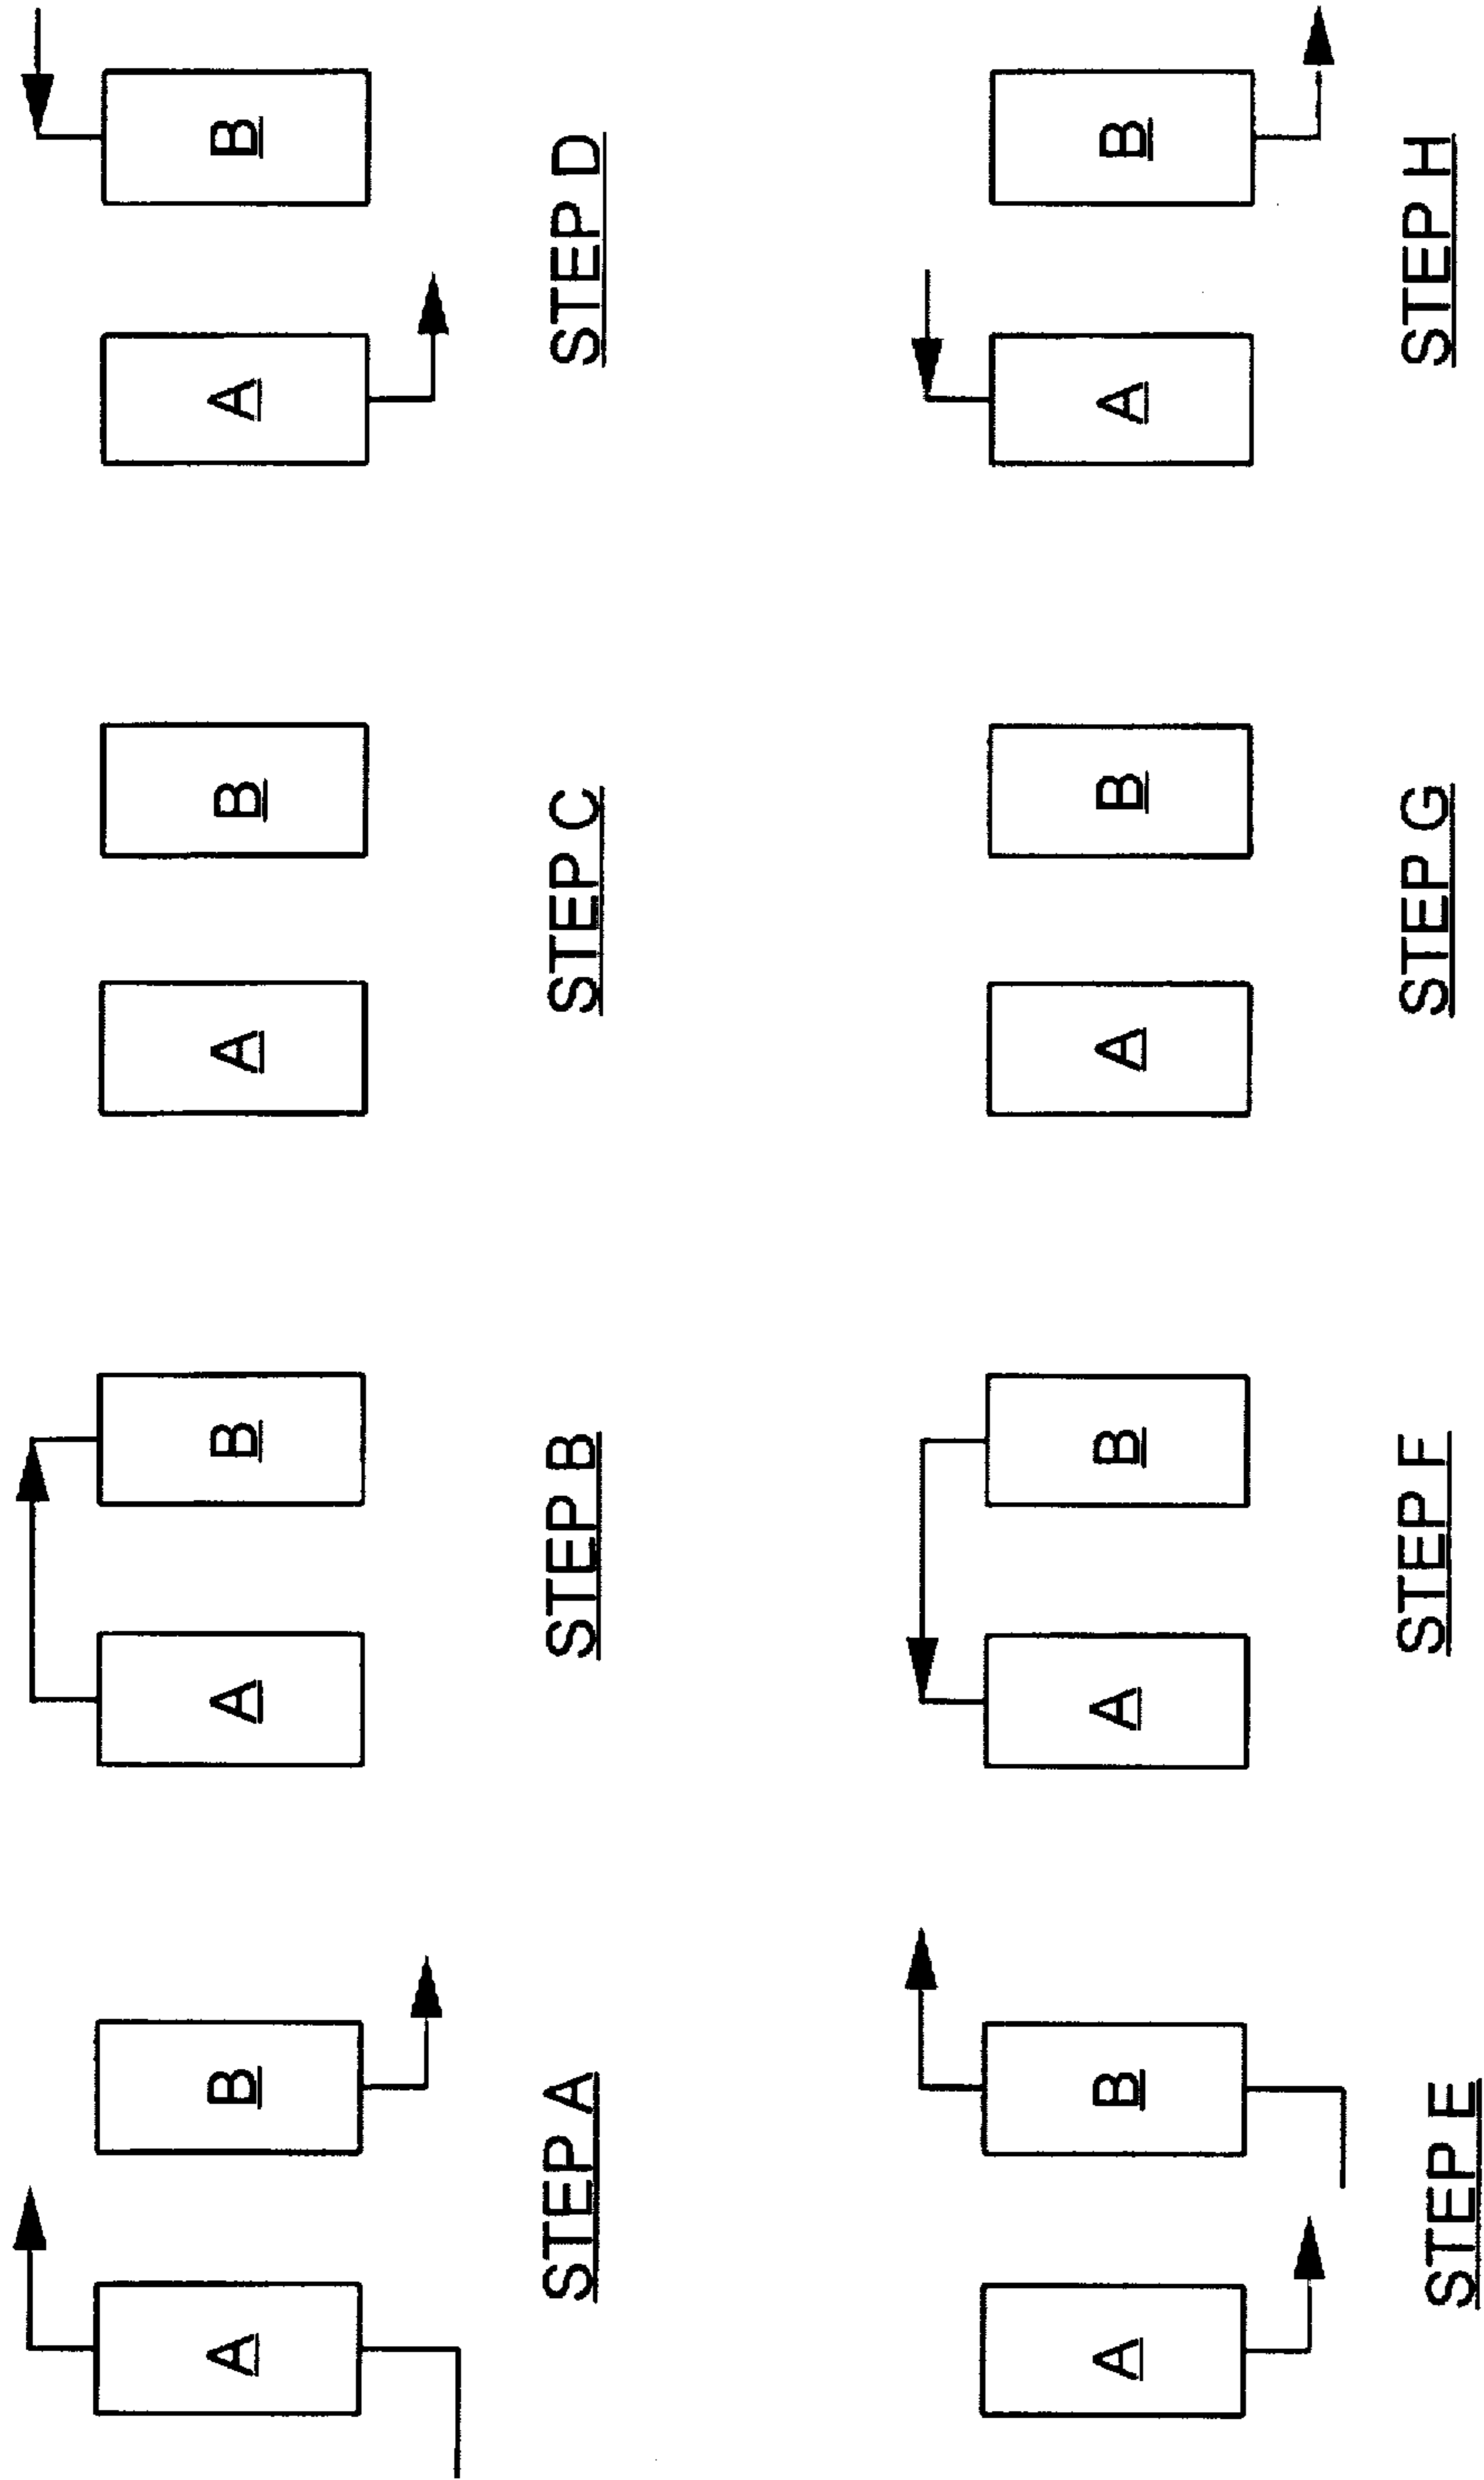 A B
A B
A B
A B
STEP A
STEP B
STEP C
STEP D
A B
A B
A B
A B
STEP E
STEP F
STEP G
STEP H